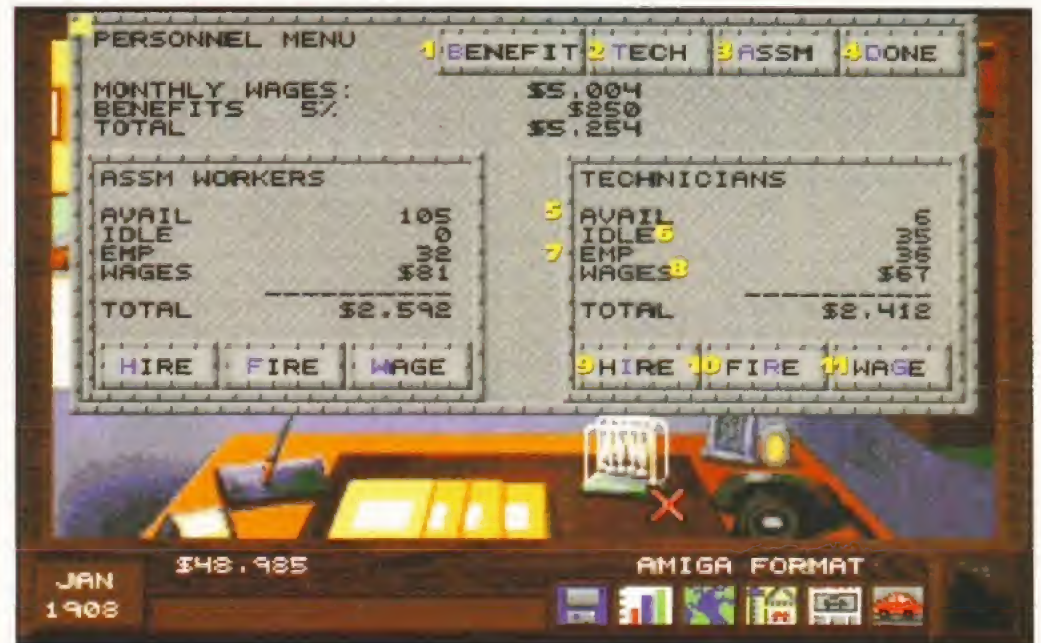 PERSONNEL MENU
1 BENEFIT 2 TECH 3 ASSM 4 DONE
MONTHLY WAGES: $5,004
BENEFITS 5% $250
TOTAL $5,254
ASSM WORKERS
AVAIL 105
IDLE 0
EMP 32
WAGES $81
TOTAL $2,592
HIRE FIRE WAGE
TECHNICIANS
5 AVAIL 6
IDLE 6 35
7 EMP 36
WAGES 8 $67
TOTAL $2,412
9 HIRE 10 FIRE 11 WAGE
$48,985
JAN
1908
AMIGA FORMAT